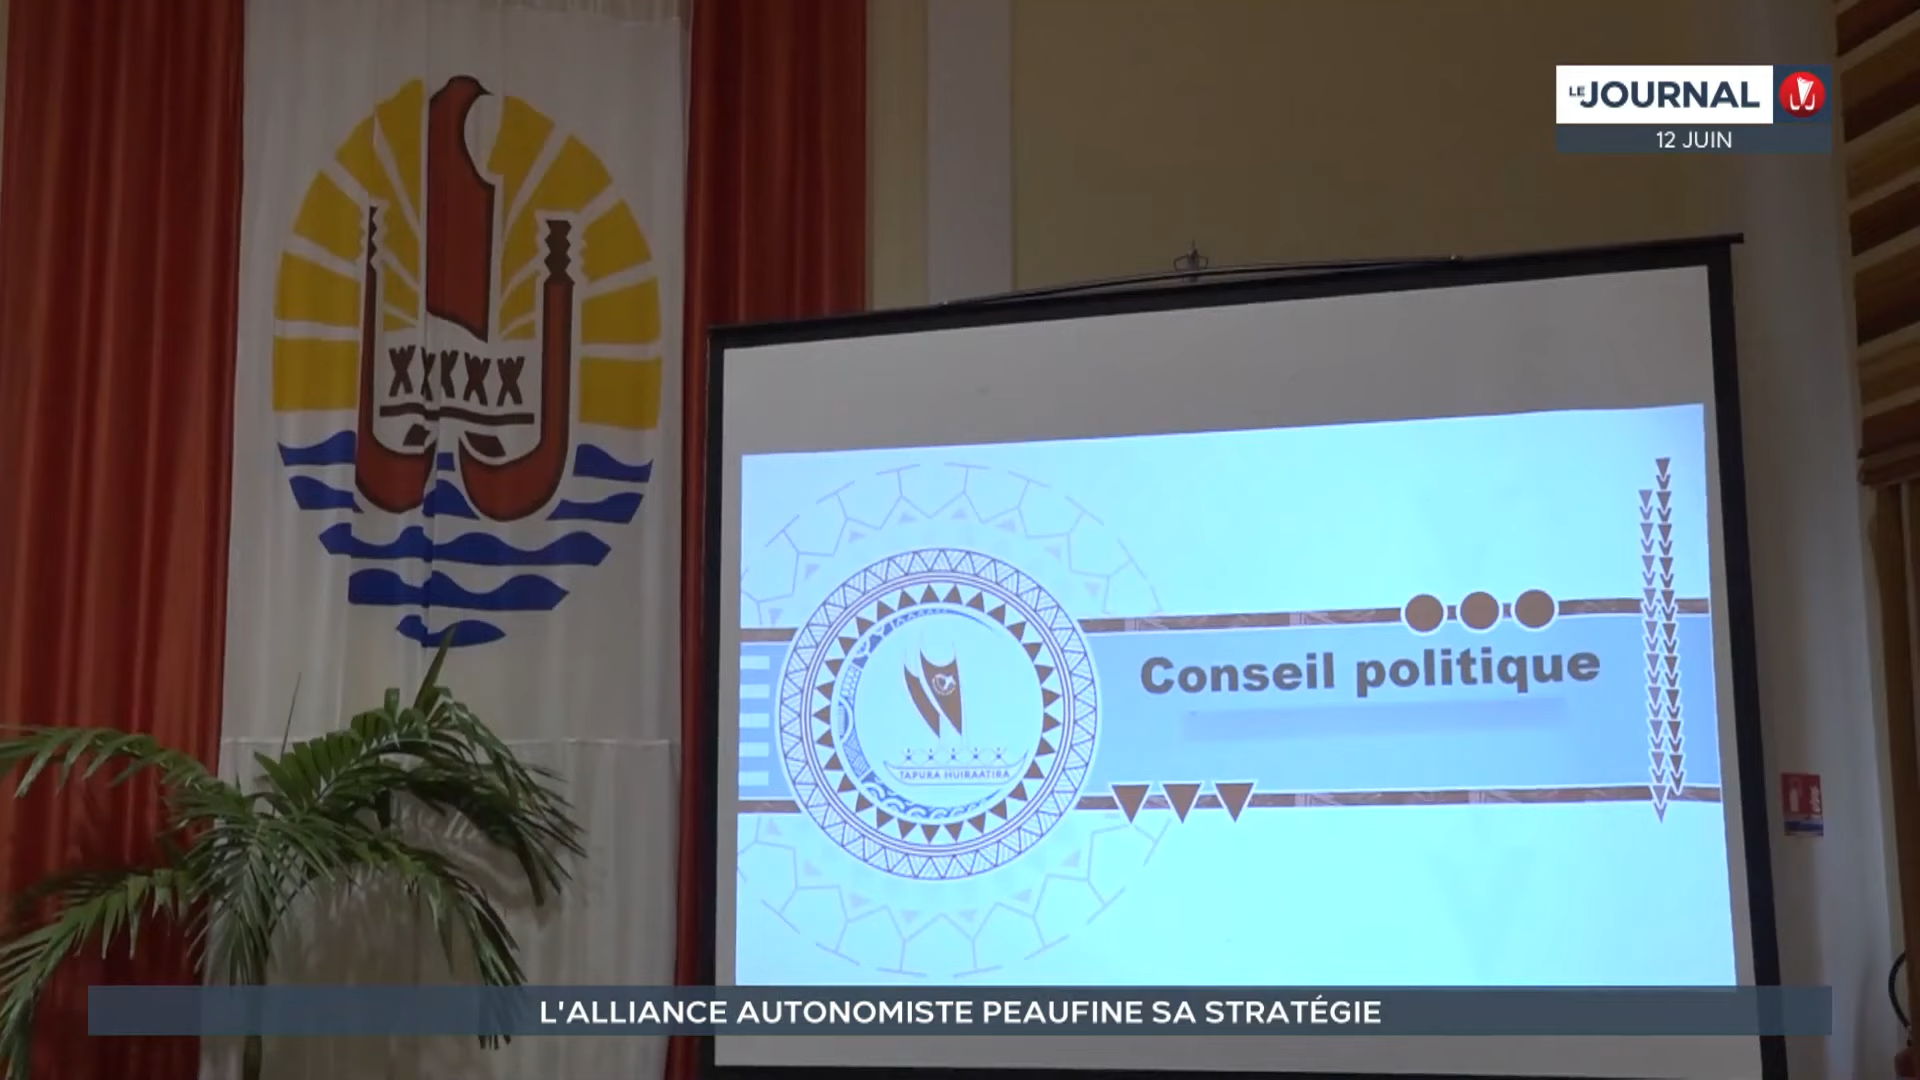 LE JOURNAL
12 JUIN
Conseil politique
TAPURA HUIRAATIRA
L'ALLIANCE AUTONOMISTE PEAUFINE SA STRATÉGIE